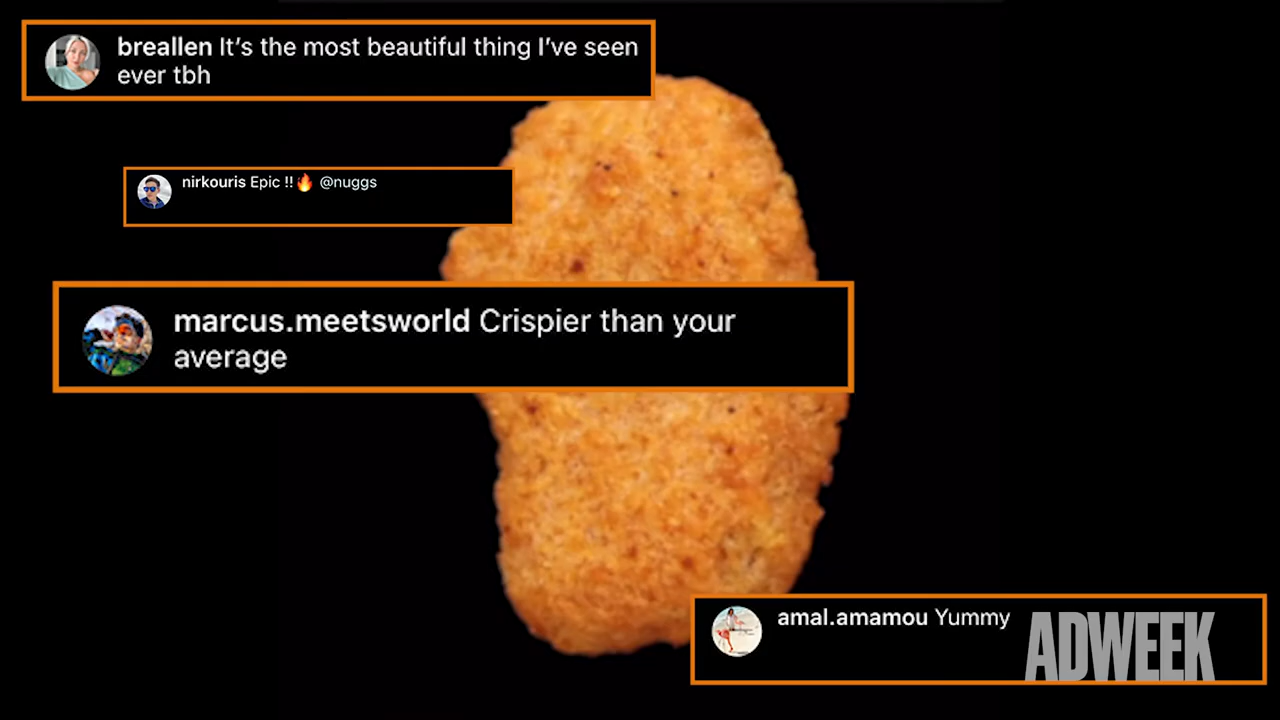 breallen It’s the most beautiful thing I’ve seen
ever tbh
nirkouris Epic !!🔥 @nuggs
marcus.meetsworld Crispier than your
average
amal.amamou Yummy
ADWEEK